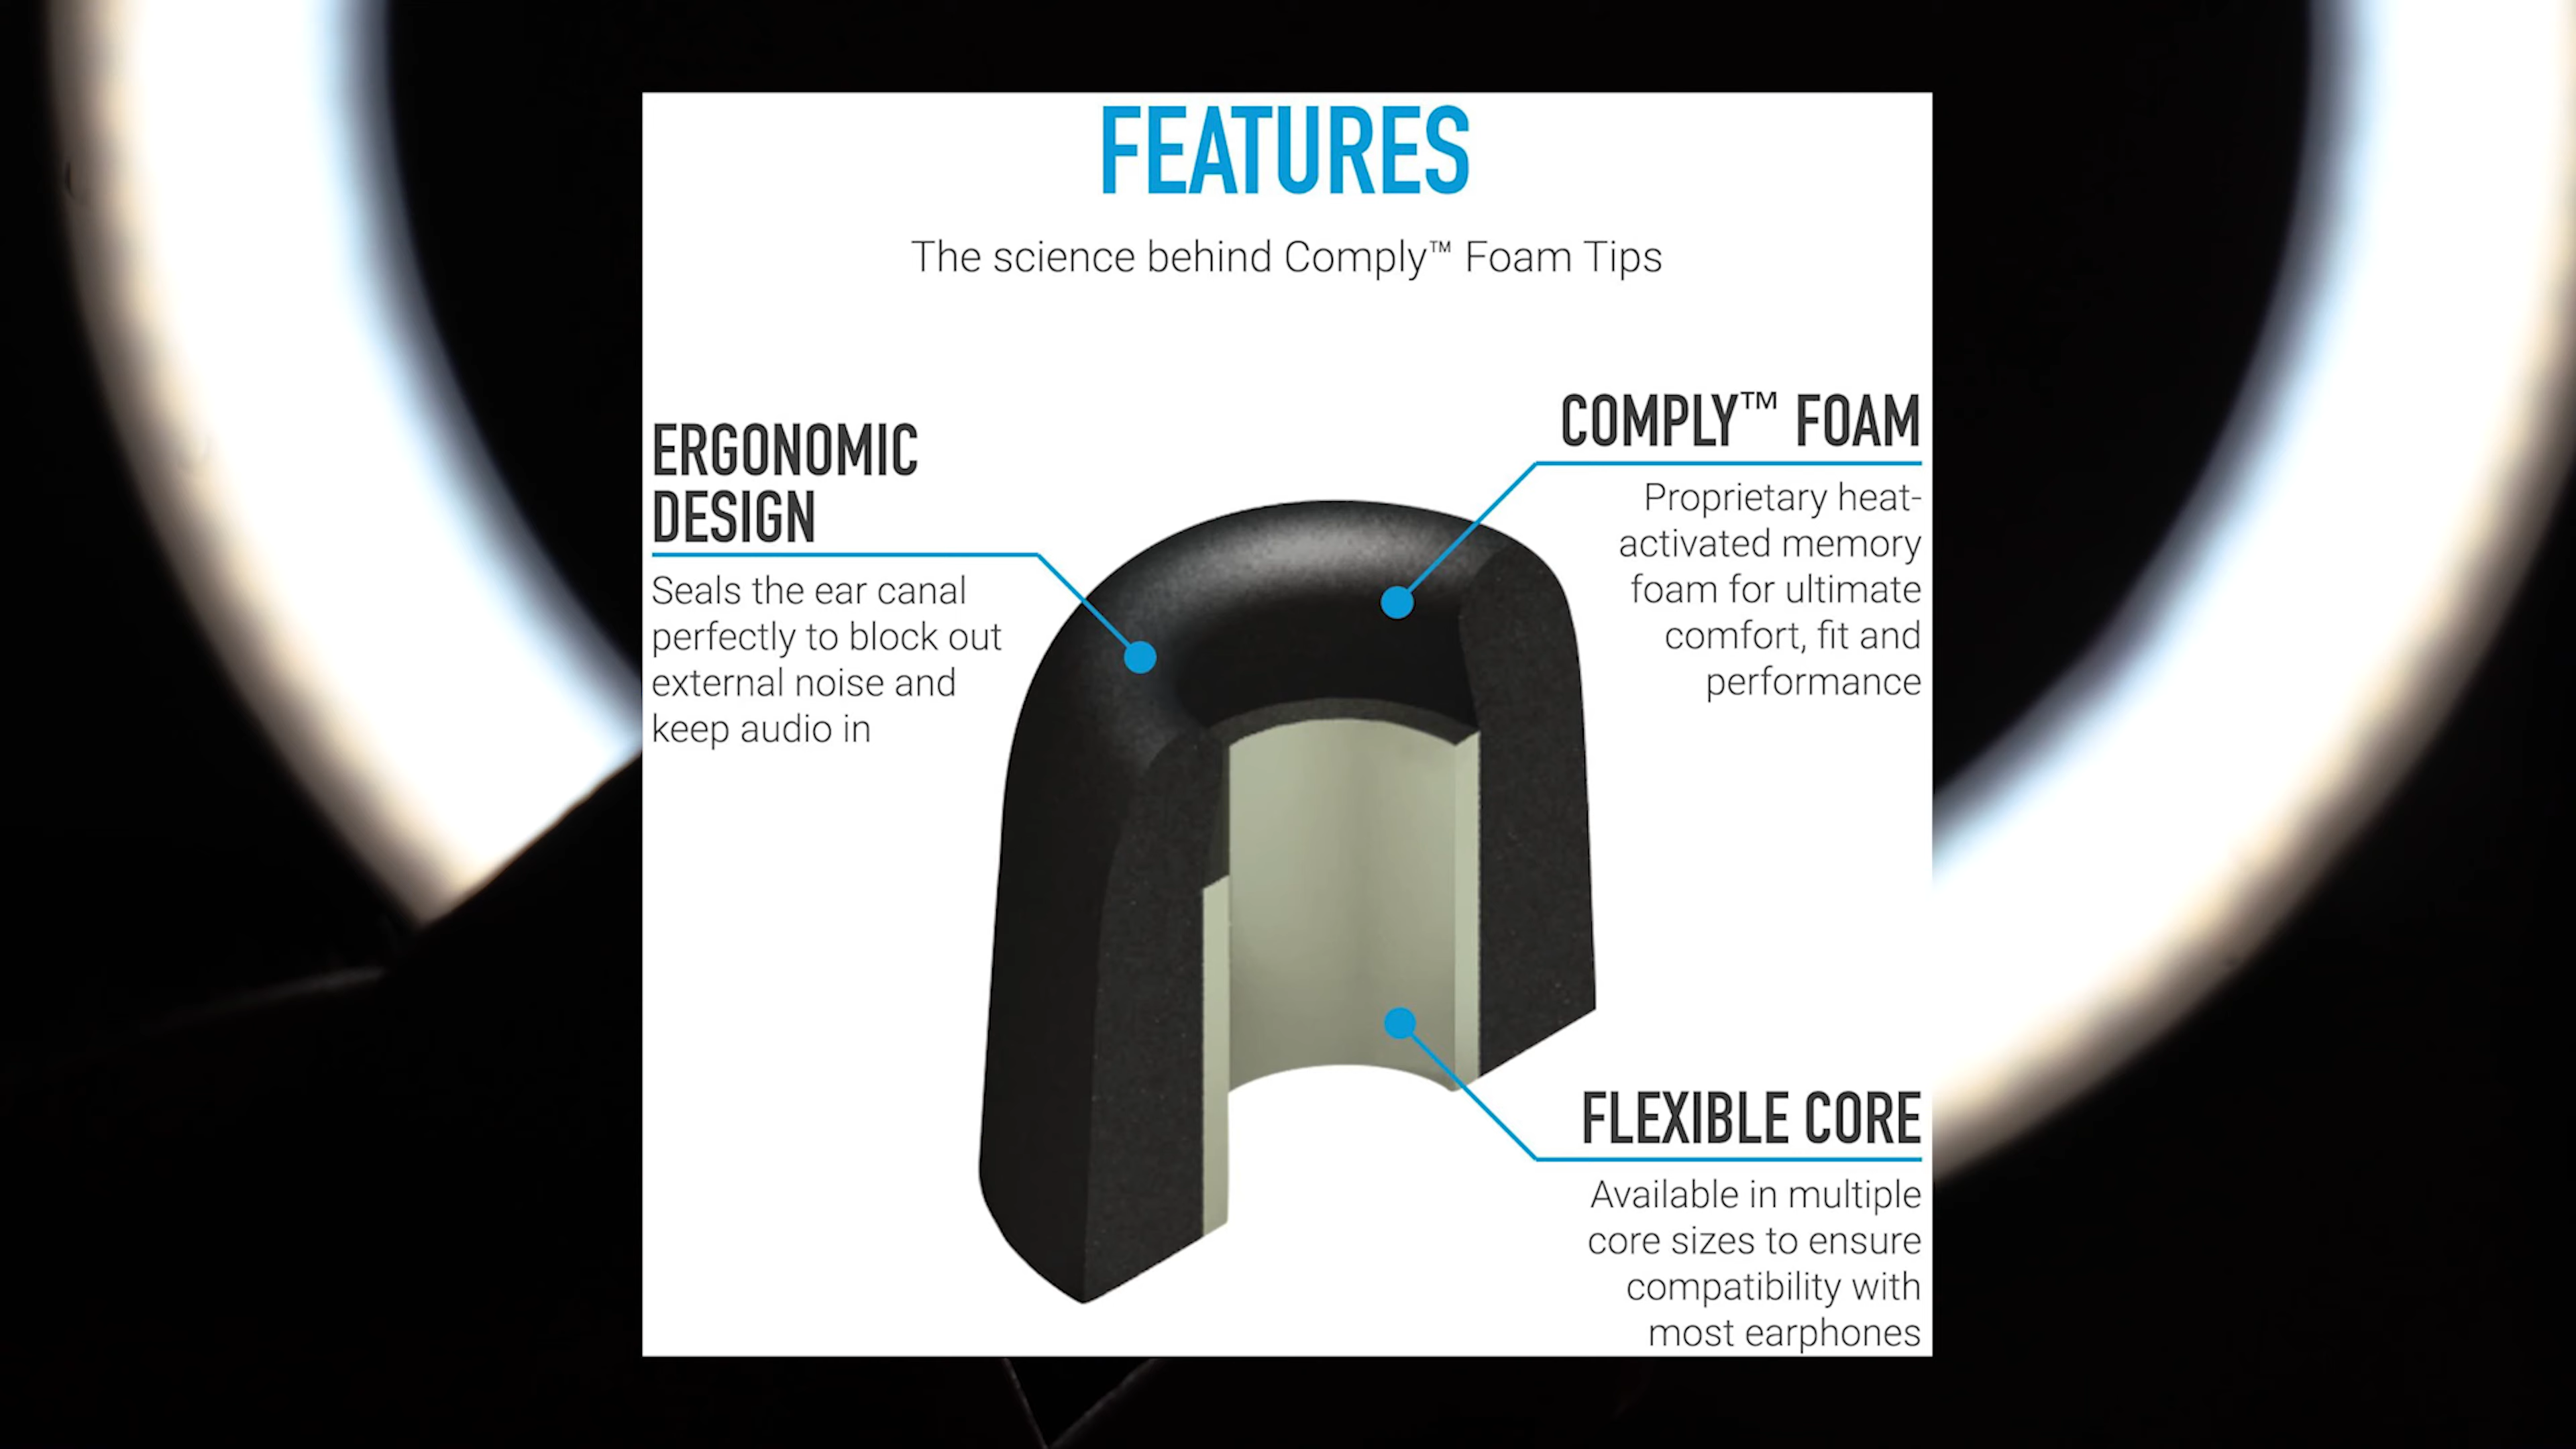 FEATURES
The science behind Comply™ Foam Tips
ERGONOMIC
DESIGN
Seals the ear canal
perfectly to block out
external noise and
keep audio in
COMPLY™ FOAM
Proprietary heat-
activated memory
foam for ultimate
comfort, fit and
performance
FLEXIBLE CORE
Available in multiple
core sizes to ensure
compatibility with
most earphones